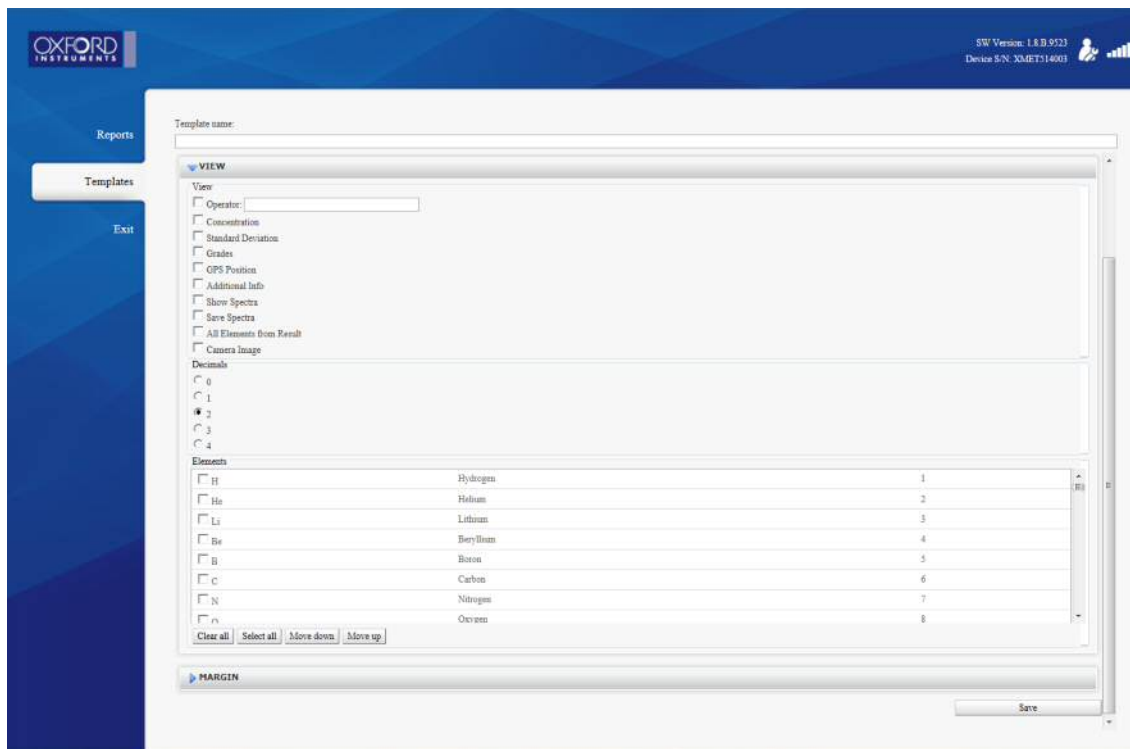 OXFORD
INSTRUMENTS
SW Version: 1.8.B.9523
Device S/N: XMET514003
Reports
Templates
Exit
Template name:
VIEW
View
Operator:
Concentration
Standard Deviation
Grades
GPS Position
Additional Info
Show Spectra
Save Spectra
All Elements from Result
Camera Image
Decimals
0
1
2
3
4
Elements
H Hydrogen 1
He Helium 2
Li Lithium 3
Be Beryllium 4
B Boron 5
C Carbon 6
N Nitrogen 7
O Oxygen 8
Clear all Select all Move down Move up
MARGIN
Save